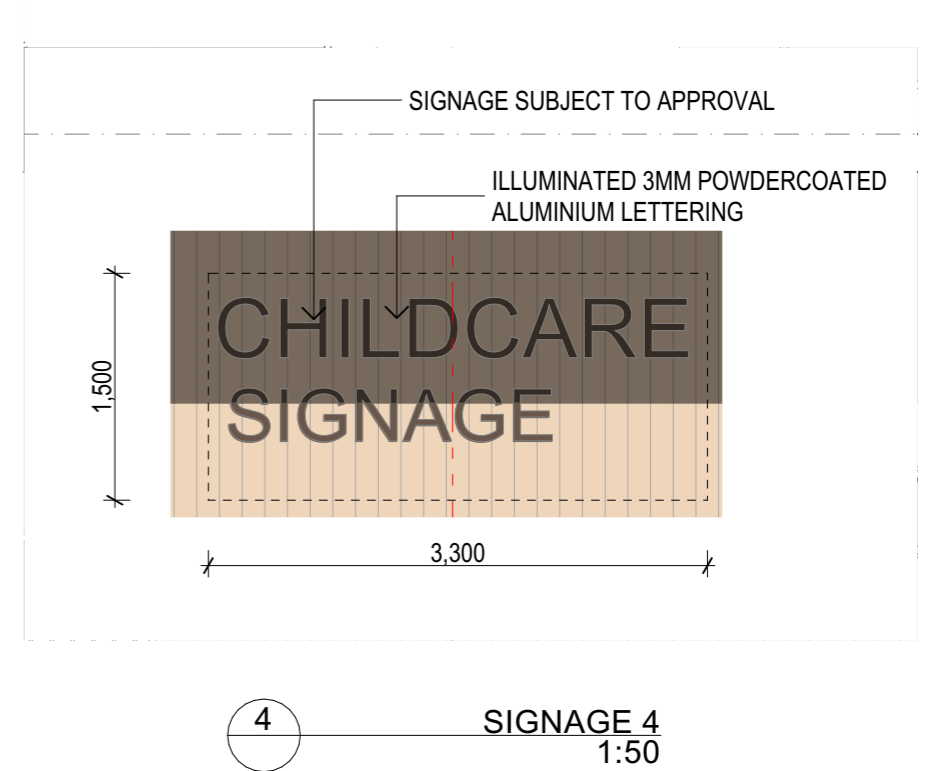 SIGNAGE SUBJECT TO APPROVAL
ILLUMINATED 3MM POWDERCOATED
ALUMINIUM LETTERING
CHILDCARE
SIGNAGE
1,500
3,300
4
SIGNAGE 4
1:50